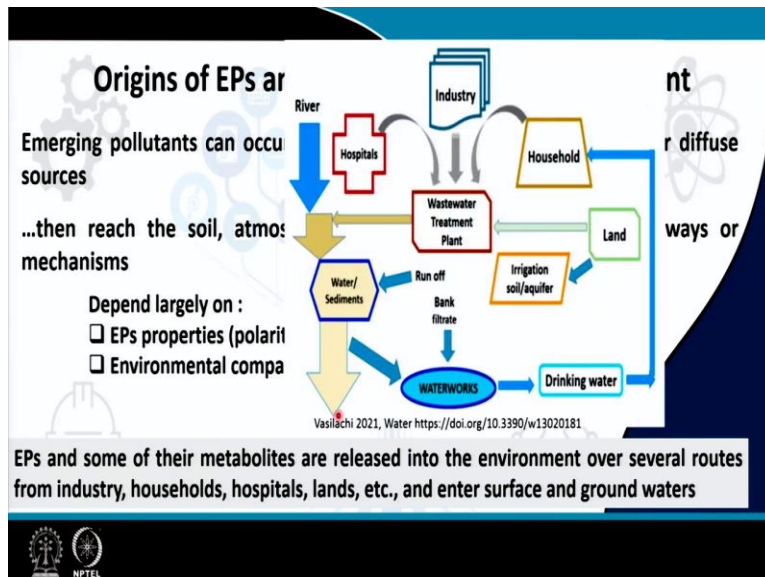 Origins of EPs an
nt
Emerging pollutants can occu
r diffuse
sources
...then reach the soil, atmos
ways or
mechanisms
Depend largely on :
❑ EPs properties (polarit
❑ Environmental compa
River
Industry
Hospitals
Household
Wastewater
Treatment
Plant
Land
Water/
Sediments
Run off
Irrigation
soil/aquifer
Bank
filtrate
WATERWORKS
Drinking water
Vasilachi 2021, Water https://doi.org/10.3390/w13020181
EPs and some of their metabolites are released into the environment over several routes
from industry, households, hospitals, lands, etc., and enter surface and ground waters
NPTEL